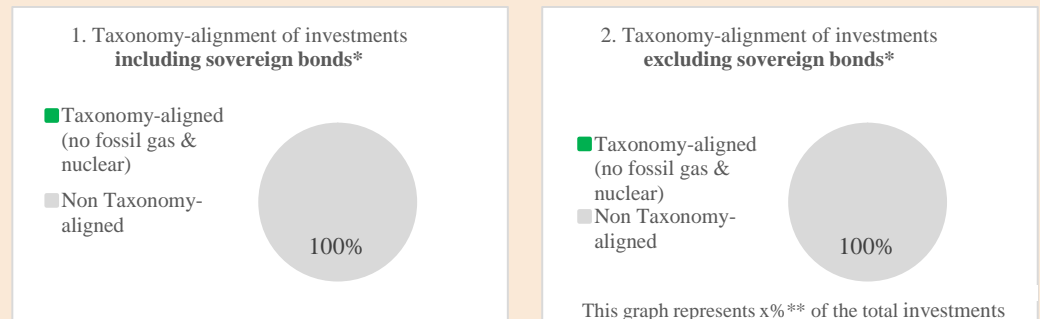 1. Taxonomy-alignment of investments
including sovereign bonds*
Taxonomy-aligned
(no fossil gas &
nuclear)
Non Taxonomy-
aligned
100%
2. Taxonomy-alignment of investments
excluding sovereign bonds*
Taxonomy-aligned
(no fossil gas &
nuclear)
Non Taxonomy-
aligned
100%
This graph represents x%** of the total investments